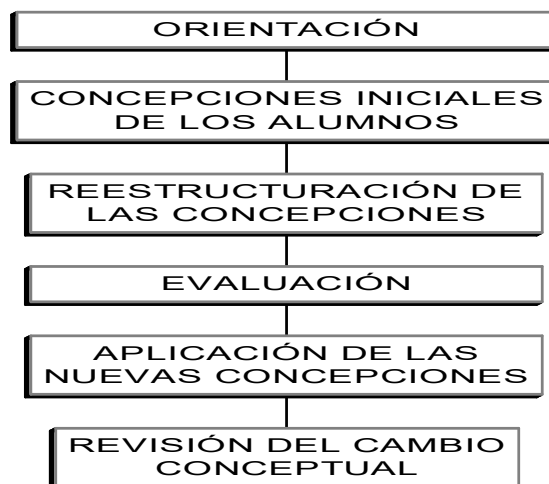 ORIENTACIÓN
CONCEPCIONES INICIALES
DE LOS ALUMNOS
REESTRUCTURACIÓN DE
LAS CONCEPCIONES
EVALUACIÓN
APLICACIÓN DE LAS
NUEVAS CONCEPCIONES
REVISIÓN DEL CAMBIO
CONCEPTUAL